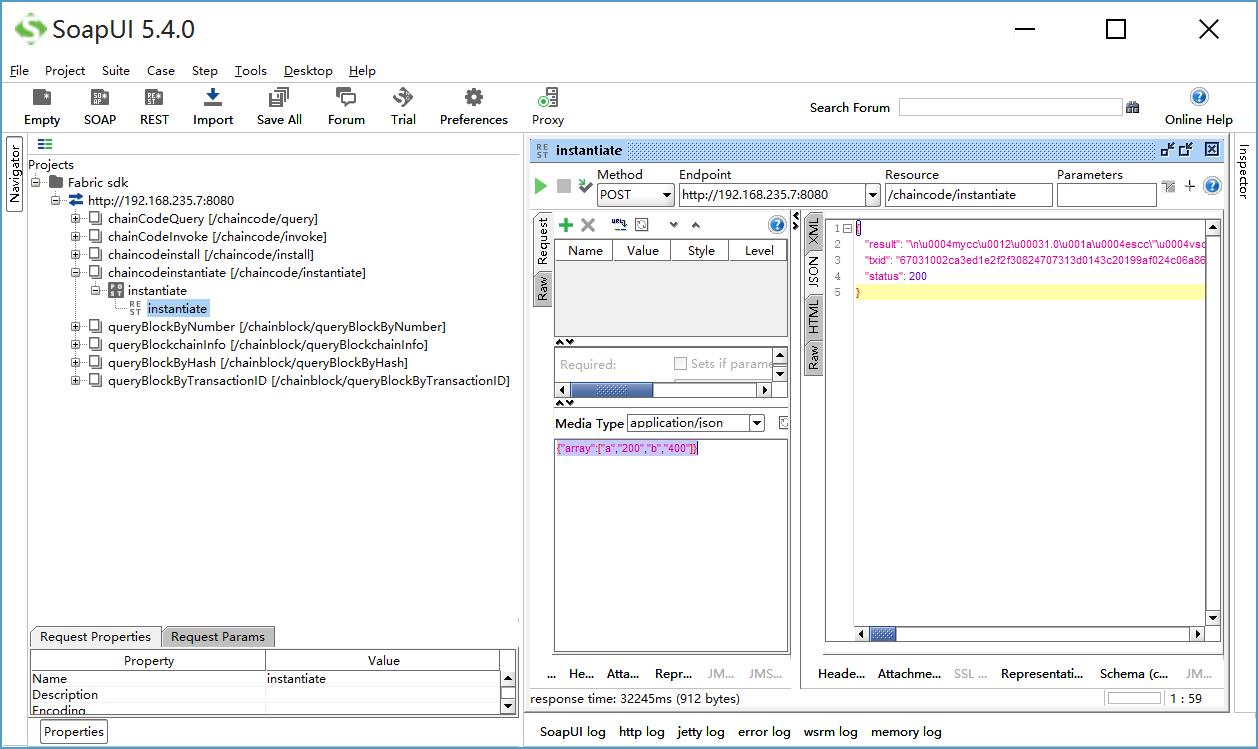 SoapUI 5.4.0
File Project Suite Case Step Tools Desktop Help
Empty SOAP REST Import Save All Forum Trial Preferences Proxy Search Forum Online Help
Navigator
Projects
Fabric sdk
http://192.168.235.7:8080
chainCodeQuery [/chaincode/query]
chainCodeInvoke [/chaincode/invoke]
chaincodeinstall [/chaincode/install]
chaincodeinstantiate [/chaincode/instantiate]
instantiate
REST instantiate
queryBlockByNumber [/chainblock/queryBlockByNumber]
queryBlockchainInfo [/chainblock/queryBlockchainInfo]
queryBlockByHash [/chainblock/queryBlockByHash]
queryBlockByTransactionID [/chainblock/queryBlockByTransactionID]
Request Properties Request Params
Property Value
Name instantiate
Description
Encoding
Properties
REST instantiate
Method Endpoint Resource Parameters
POST http://192.168.235.7:8080 /chaincode/instantiate
Request
Raw
Name Value Style Level
Required: Sets if parame
Media Type application/json
{"array":["a","200","b","400"]}
... He... Atta... Repr... JM... JMS...
XML
JSON
HTML
Raw
1 {
2 "result": "\n\u0004mycc\u0012\u00031.0\u001a\u0004escc\"\u0004vsc
3 "txid": "67031002ca3ed1e2f2f30824707313d0143c20199af024c06a86
4 "status": 200
5 }
Heade... Attachme... SSL ... Representati... Schema (c... JM...
response time: 32245ms (912 bytes) 1 : 59
Inspector
SoapUI log http log jetty log error log wsrm log memory log